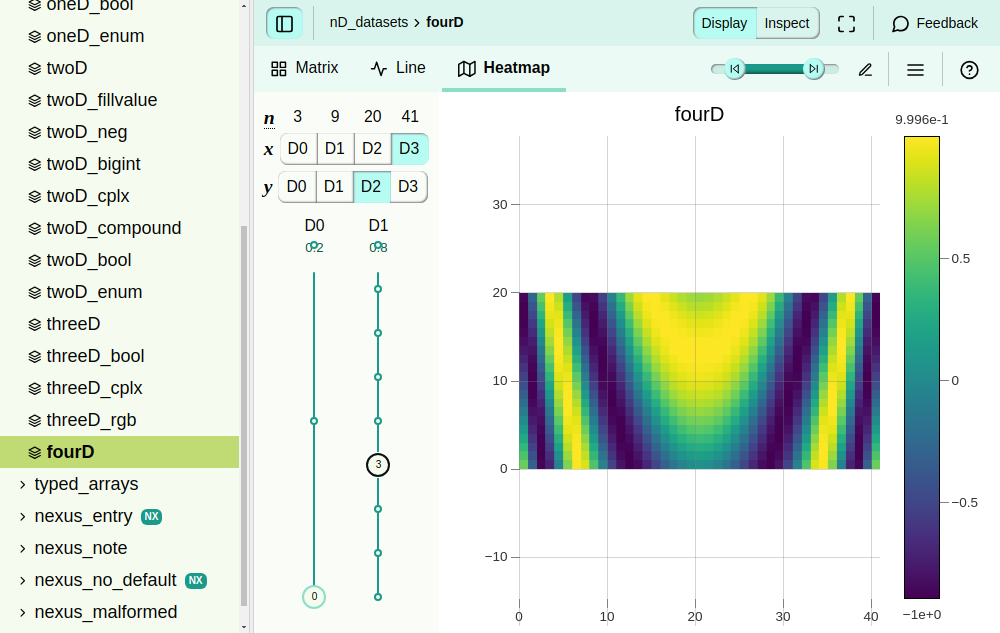 oneD_bool
oneD_enum
twoD
twoD_fillvalue
twoD_neg
twoD_bigint
twoD_cplx
twoD_compound
twoD_bool
twoD_enum
threeD
threeD_bool
threeD_cplx
threeD_rgb
fourD
typed_arrays
nexus_entry NX
nexus_note
nexus_no_default NX
nexus_malformed
nD_datasets › fourD
Display Inspect Feedback
Matrix Line Heatmap
n 3 9 20 41
x D0 D1 D2 D3
y D0 D1 D2 D3
D0 D1
0:2 0:8
3
0
fourD
30
20
10
0
−10
0 10 20 30 40
9.996e-1
0.5
0
−0.5
−1e+0